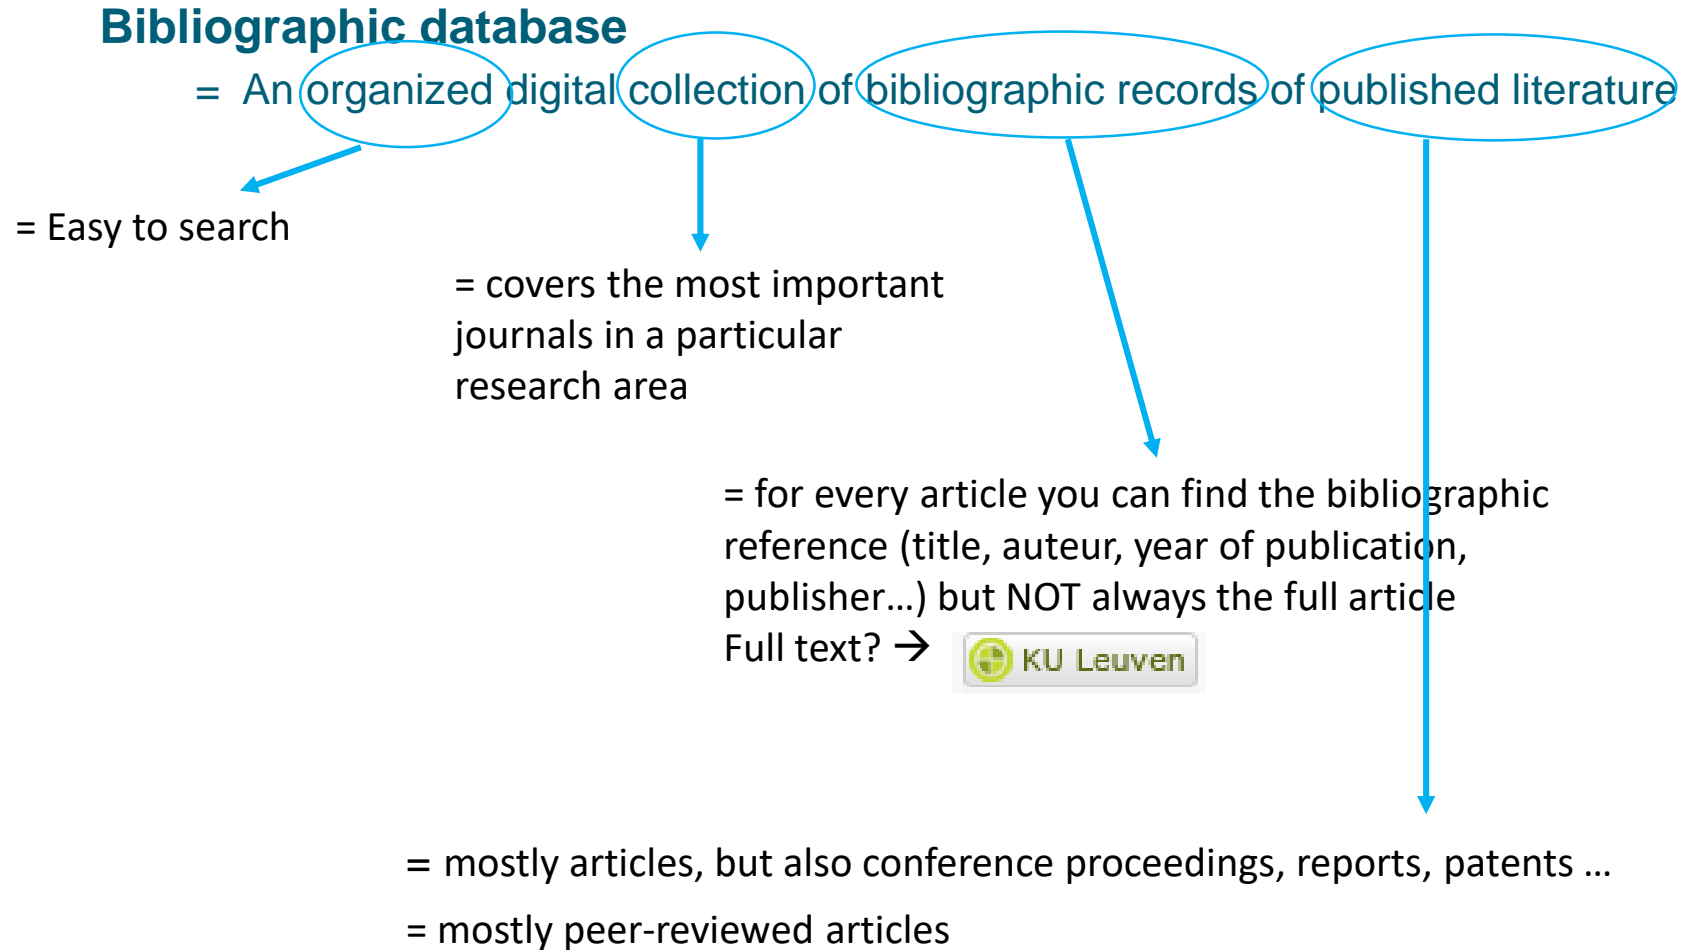 Bibliographic database
= An organized digital collection of bibliographic records of published literature
= Easy to search
= covers the most important
journals in a particular
research area
= for every article you can find the bibliographic
reference (title, auteur, year of publication,
publisher…) but NOT always the full article
Full text? → KU Leuven
= mostly articles, but also conference proceedings, reports, patents …
= mostly peer-reviewed articles